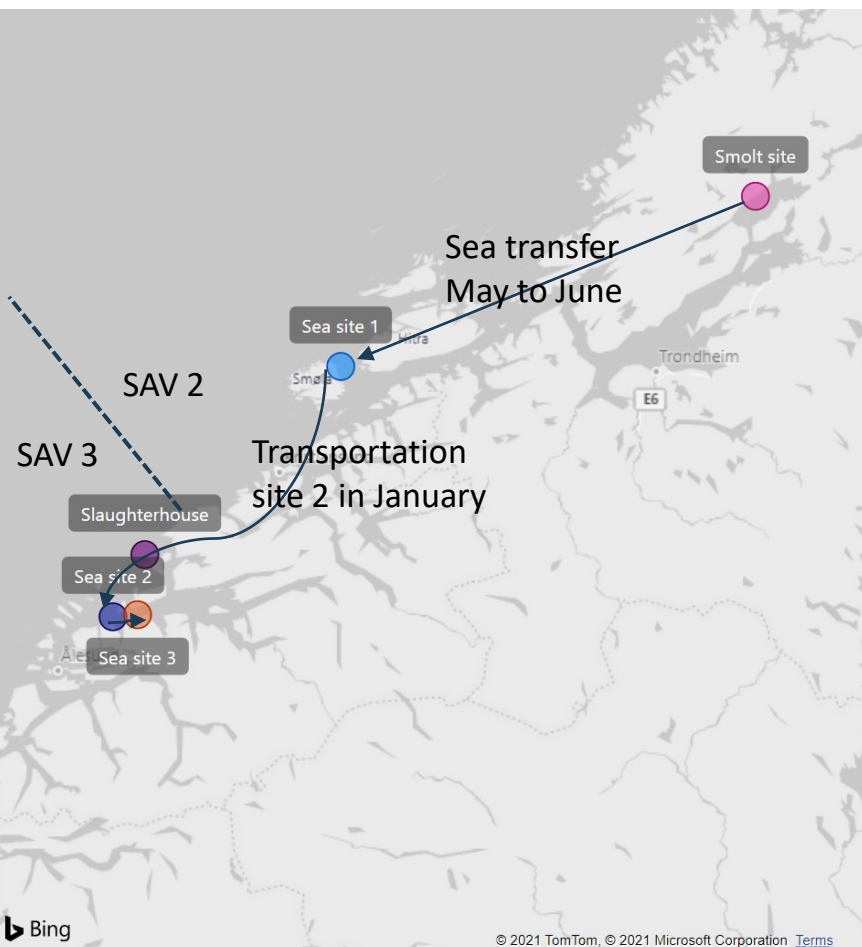 Smolt site
Sea transfer
May to June
Sea site 1
Hitra
Smøla
Trondheim
E6
SAV 2
SAV 3
Transportation
site 2 in January
Slaughterhouse
Sea site 2
Sea site 3
Bing
© 2021 TomTom, © 2021 Microsoft Corporation Terms